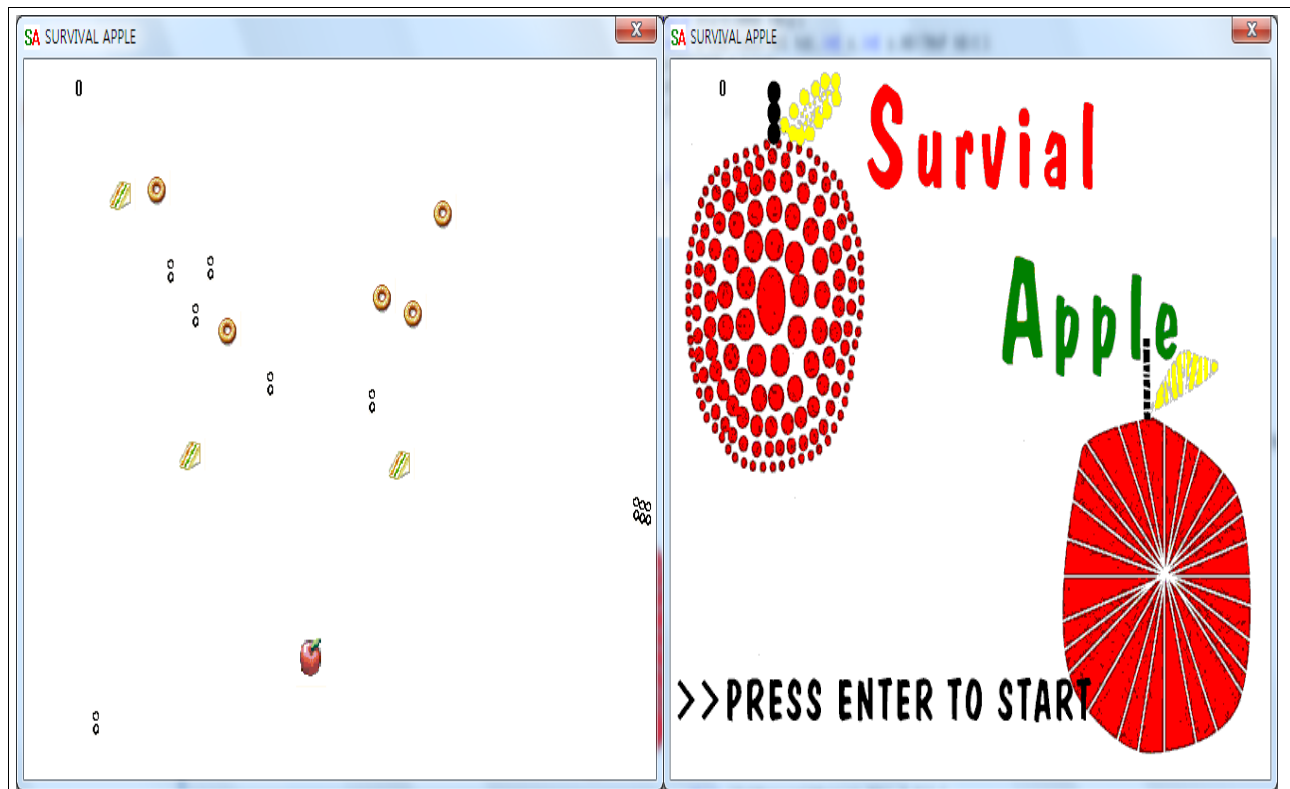 SA SURVIVAL APPLE
X
0
SA SURVIVAL APPLE
X
0
Survial
Apple
>>PRESS ENTER TO START